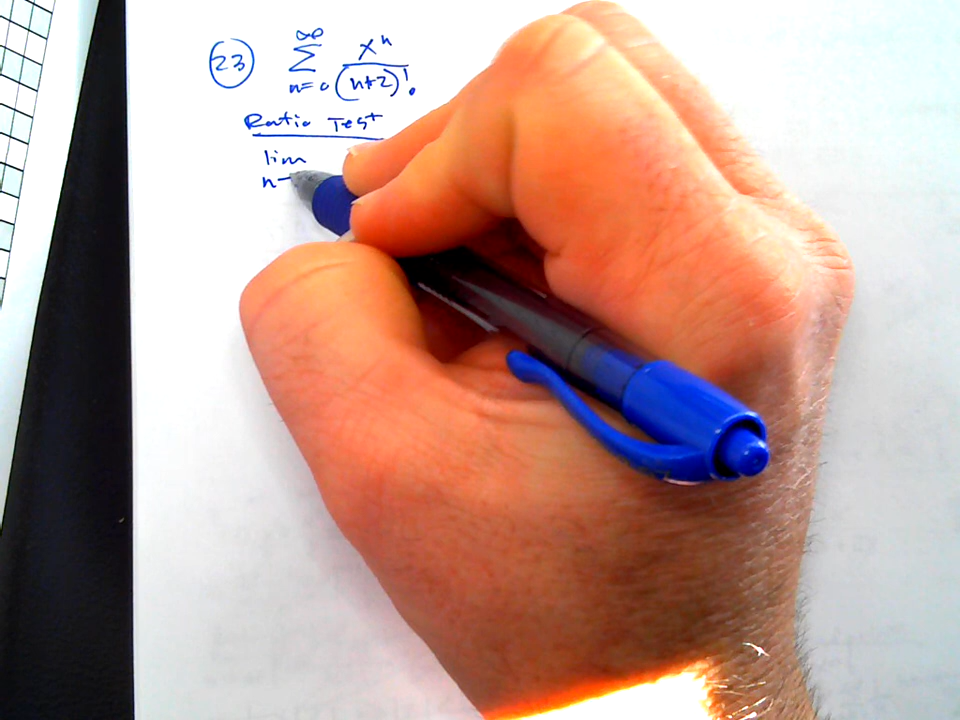 23 ∞ xⁿ
∑
n=0 (n+2)!
Ratio Test
lim
n→